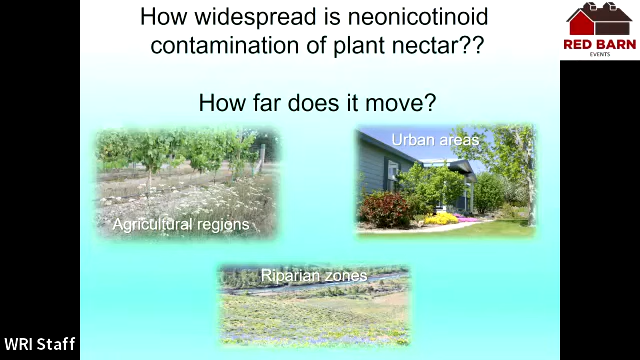 How widespread is neonicotinoid
contamination of plant nectar??
How far does it move?
RED BARN
EVENTS
Urban areas
Agricultural regions
Riparian zones
WRI Staff